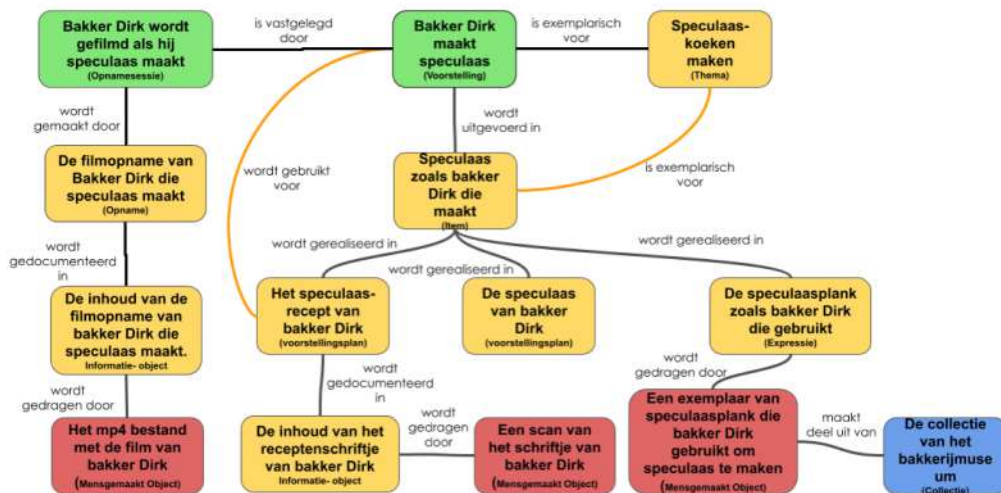 Bakker Dirk wordt
gefilmd als hij
speculaas maakt
(Opnamesessie)
is vastgelegd
door
Bakker Dirk
maakt
speculaas
(Voorstelling)
is exemplarisch
voor
Speculaas-
koeken
maken
(Thema)
wordt
gemaakt door
wordt
uitgevoerd in
De filmopname van
Bakker Dirk die
speculaas maakt
(Opname)
wordt gebruikt
voor
Speculaas
zoals bakker
Dirk die
maakt
(Item)
is exemplarisch
voor
wordt
gedocumenteerd
in
wordt gerealiseerd in
wordt gerealiseerd in
wordt gerealiseerd in
De inhoud van de
filmopname van
bakker Dirk die
speculaas maakt.
Informatie- object
Het speculaas-
recept van
bakker Dirk
(voorstellingsplan)
De speculaas
van bakker
Dirk
(voorstellingsplan)
De speculaasplank
zoals bakker Dirk
die gebruikt
(Expressie)
wordt
gedragen door
wordt
gedocumenteerd
in
wordt
gedragen door
Het mp4 bestand
met de film van
bakker Dirk
(Mensgemaakt Object)
De inhoud van het
receptenschriftje
van bakker Dirk
Informatie- object
wordt
gedragen
door
Een scan van
het schriftje van
bakker Dirk
(Mensgemaakt Object)
Een exemplaar van
speculaasplank die
bakker Dirk
gebruikt om
speculaas te maken
(Mensgemaakt Object)
maakt
deel uit van
De collectie
van het
bakkerijmuse
um
(Collectie)